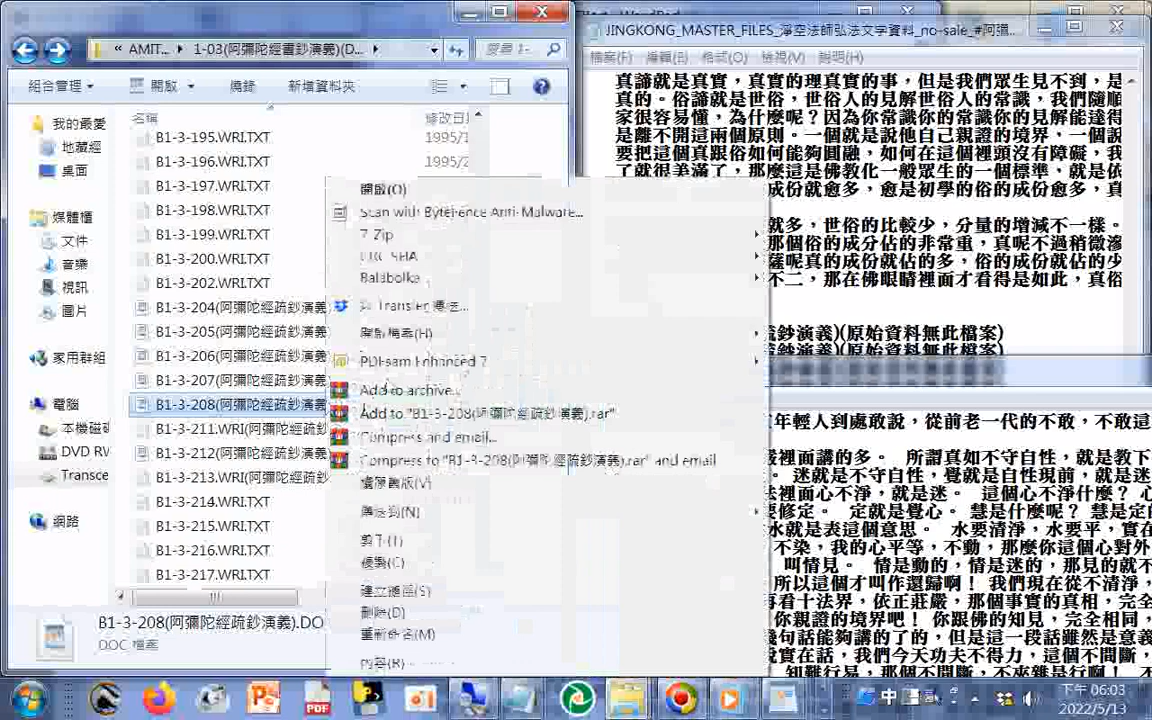 JINGKONG_MASTER_FILES_淨空法師弘法文字資料_no-sale_#阿彌...
« AMIT... ▸ 1-03(阿彌陀經書鈔演義)(D... ▸
檔案(F) 編輯(E) 格式(O) 檢視(V) 說明(H)
組合管理 開啟 燒錄 新增資料夾
我的最愛
地藏經
桌面
媒體櫃
文件
音樂
視訊
圖片
家用群組
電腦
本機磁
DVD RW
Transce
網路
名稱 修改日
B1-3-195.WRI.TXT 1995/1
B1-3-196.WRI.TXT 1995/2
B1-3-197.WRI.TXT
B1-3-198.WRI.TXT
B1-3-199.WRI.TXT
B1-3-200.WRI.TXT
B1-3-202.WRI.TXT
B1-3-204(阿彌陀經疏鈔演義
B1-3-205(阿彌陀經疏鈔演義
B1-3-206(阿彌陀經疏鈔演義
B1-3-207(阿彌陀經疏鈔演義
B1-3-208(阿彌陀經疏鈔演義
B1-3-211.WRI(阿彌陀經疏鈔
B1-3-212(阿彌陀經疏鈔演義
B1-3-213.WRI(阿彌陀經疏鈔
B1-3-214.WRI.TXT
B1-3-215.WRI.TXT
B1-3-216.WRI.TXT
B1-3-217.WRI.TXT
B1-3-208(阿彌陀經疏鈔演義).DO
DOC 檔案
開啟(O)
Scan with ByteFence Anti-Malware...
7-Zip
CRC SHA
Balabolka
開啟檔案(H)
PDFsam Enhanced 7
Add to archive...
Add to "B1-3-208(阿彌陀經疏鈔演義).rar"
Compress and email...
Compress to "B1-3-208(阿彌陀經疏鈔演義).rar" and email
還原舊版(V)
傳送到(N)
剪下(T)
複製(C)
建立捷徑(S)
刪除(D)
重新命名(M)
內容(R)
真諦就是真實，真實的理真實的事，但是我們眾生見不到，是
真的。俗諦就是世俗，世俗人的見解世俗人的常識，我們隨順
家很容易懂，為什麼呢？因為你常識你的常識你的見解能達得
是離不開這兩個原則。一個就是說他自己親證的境界，一個說
要把這個真跟俗如何能夠圓融，如何在這個裡頭沒有障礙，我
了就很美滿了，那麼這是佛教化一般眾生的一個標準，就是依
成份就愈多，愈是初學的俗的成份愈多，真
就多，世俗的比較少，分量的增減不一樣。
那個俗的成分佔的非常重，真呢不過稍微滲
薩呢真的成份就佔的多，俗的成份就佔的少
不二，那在佛眼睛裡面才看得是如此，真俗
鈔演義)(原始資料無此檔案)
鈔演義)(原始資料無此檔案)
年輕人到處敢說，從前老一代的不敢，不敢這
裡面講的多。 所謂真如不守自性，就是教下
。 迷就是不守自性，覺就是自性現前，就是
裡面心不淨，就是迷。 這個心不淨什麼？ 心
修定。 定就是覺心。 慧是什麼呢？ 慧是定的
水就是表這個意思。 水要清淨，水要平，實在
不染，我的心平等，不動，那麼你這個心對外
叫情見。 情是動的，情是迷的，那見的就不
所以這個才叫作還歸啊！ 我們現在從不清淨，
看十法界，依正莊嚴，那個事實的真相，完全
你親證的境界吧！ 你跟佛的知見，完全相同，
幾句話能夠講的了的，但是這一段話雖然是意義
實在話，我們今天功夫不得力，這個不間斷，
知難行易，那個不間斷、不夾雜是行啊！ 不
中
下午 06:03
2022/5/13